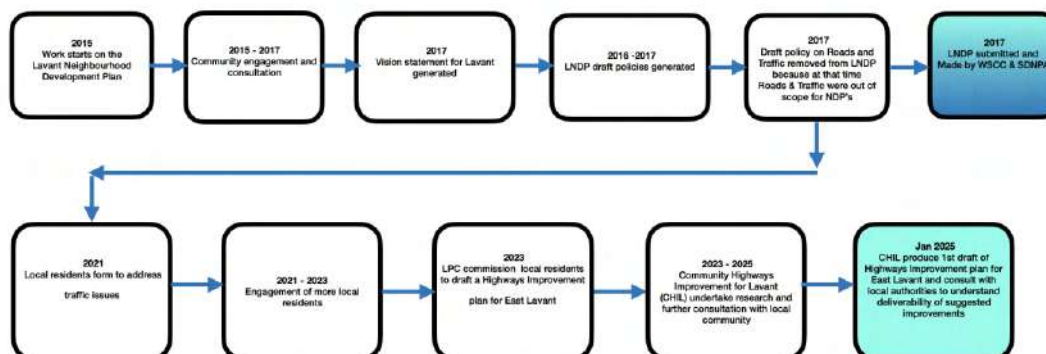 2015
Work starts on the
Lavant Neighbourhood
Development Plan
2015 - 2017
Community engagement and
consultation
2017
Vision statement for Lavant
generated
2016 -2017
LNDP draft policies generated
2017
Draft policy on Roads and
Traffic removed from LNDP
because at that time
Roads & Traffic were out of
scope for NDP's
2017
LNDP submitted and
Made by WSCC & SDNPA
2021
Local residents form to address
traffic issues
2021 - 2023
Engagement of more local
residents
2023
LPC commission local residents
to draft a Highways Improvement
plan for East Lavant
2023 - 2025
Community Highways
Improvement for Lavant
(CHIL) undertake research and
further consultation with local
community
Jan 2025
CHIL produce 1st draft of
Highways Improvement plan for
East Lavant and consult with
local authorities to understand
deliverability of suggested
improvements